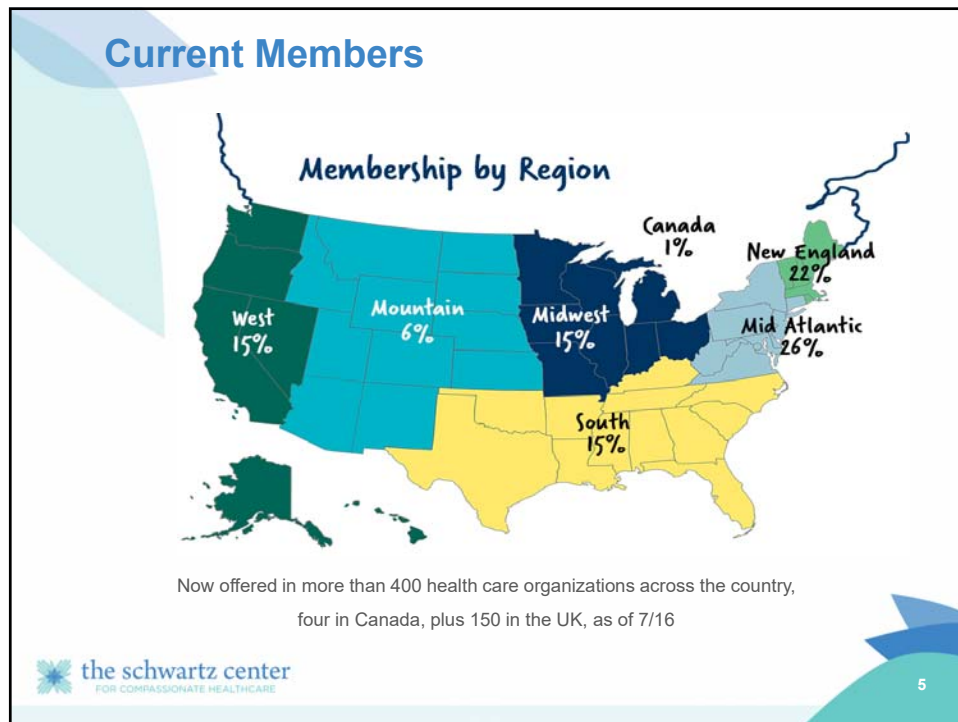 Current Members
Membership by Region
Canada
1%
New England
22%
West
15%
Mountain
6%
Midwest
15%
Mid Atlantic
26%
South
15%
Now offered in more than 400 health care organizations across the country,
four in Canada, plus 150 in the UK, as of 7/16
the schwartz center
FOR COMPASSIONATE HEALTHCARE
5